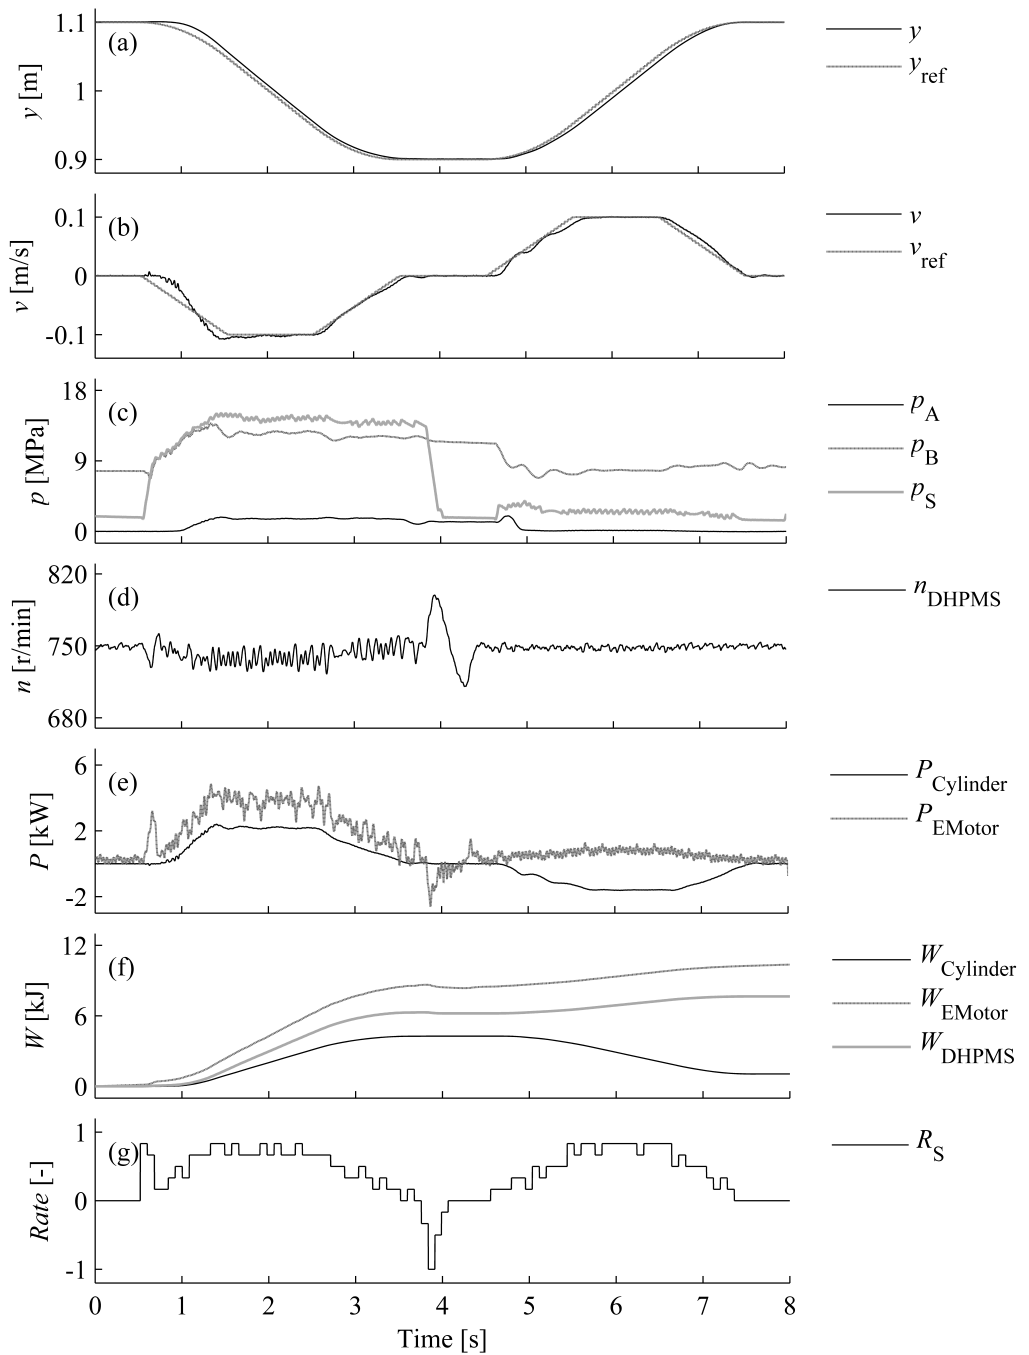 (a)
1.1
1
0.9
y [m]
y
y_ref
(b)
0.1
0
-0.1
v [m/s]
v
v_ref
(c)
18
9
0
p [MPa]
p_A
p_B
p_S
(d)
820
750
680
n [r/min]
n_DHPMS
(e)
6
2
-2
P [kW]
P_Cylinder
P_EMotor
(f)
12
6
0
W [kJ]
W_Cylinder
W_EMotor
W_DHPMS
(g)
1
0
-1
Rate [-]
R_S
0 1 2 3 4 5 6 7 8
Time [s]